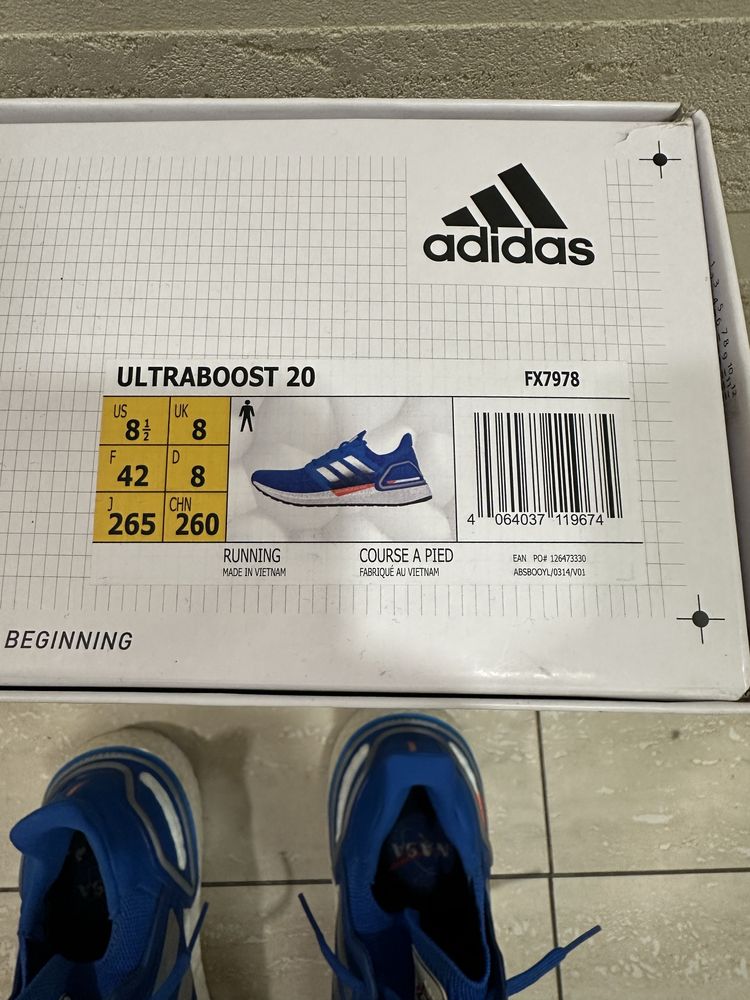 adidas
ULTRABOOST 20 FX7978
US 8½ UK 8
F 42 D 8
J 265 CHN 260
4 064037 119674
RUNNING COURSE A PIED
MADE IN VIETNAM FABRIQUÉ AU VIETNAM
EAN PO# 126473330
ABSBOOYL/0314/V01
BEGINNING
NASA